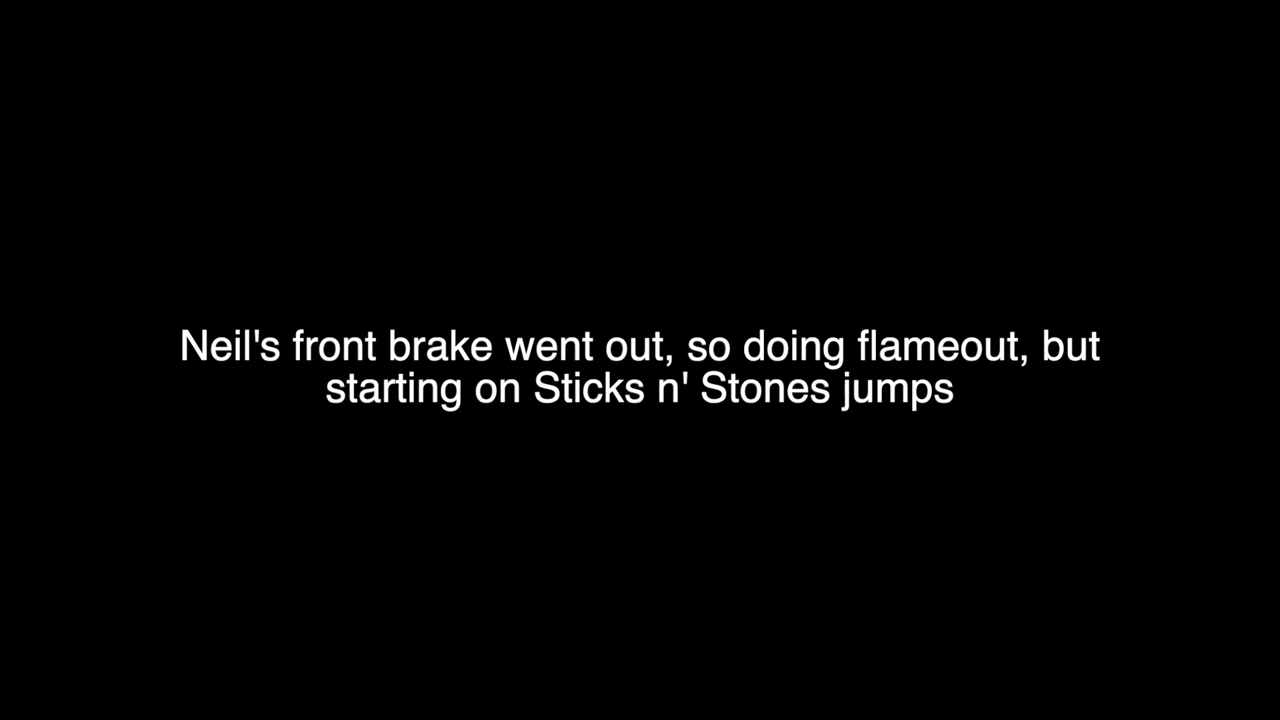 Neil's front brake went out, so doing flameout, but
starting on Sticks n' Stones jumps